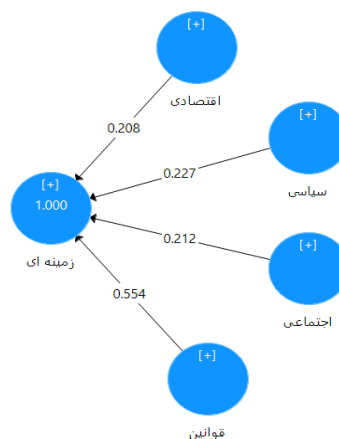 [+]
اقتصادی
0.208
[+]
سیاسی
0.227
[+]
1.000
زمینه ای
0.212
[+]
اجتماعی
0.554
[+]
قوانین